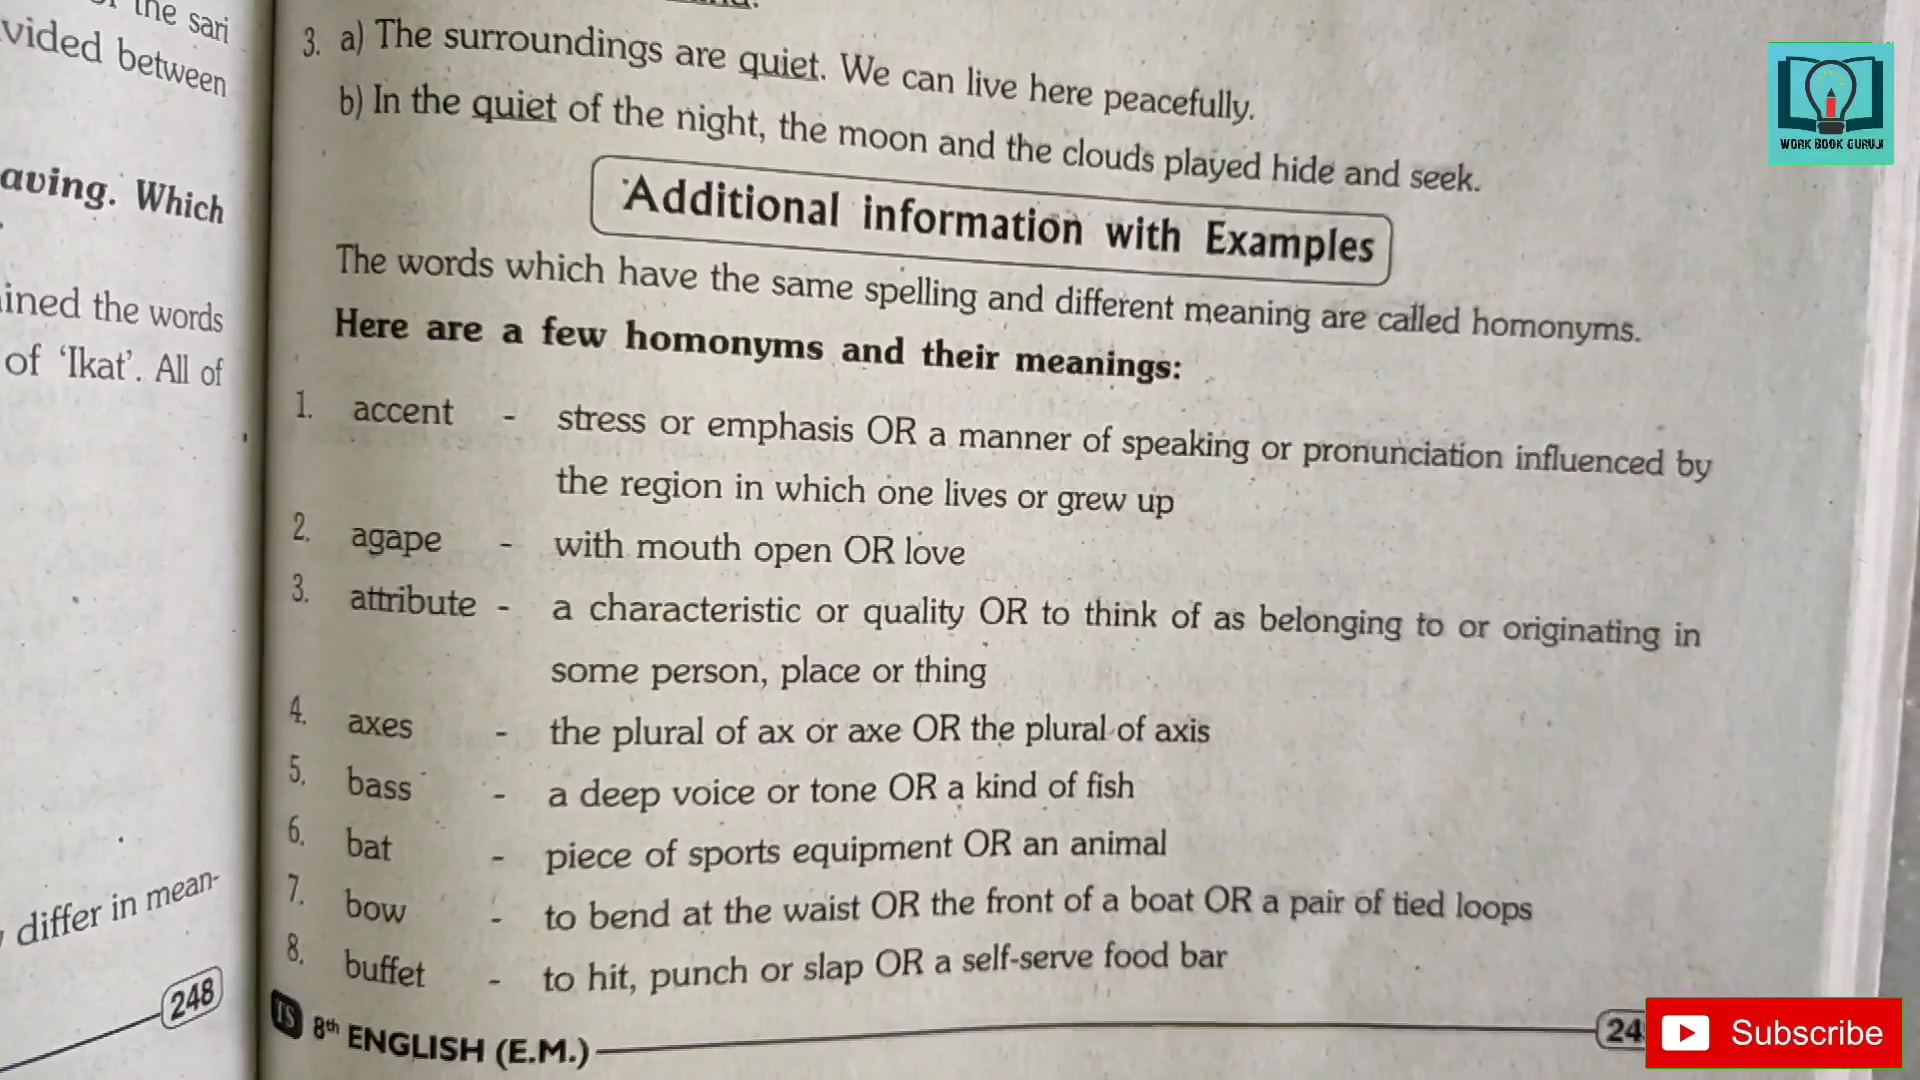 the sari
vided between
aving. Which
ined the words
of 'Ikat'. All of
differ in mean-
248
3. a) The surroundings are quiet. We can live here peacefully.
b) In the quiet of the night, the moon and the clouds played hide and seek.
Additional information with Examples
The words which have the same spelling and different meaning are called homonyms.
Here are a few homonyms and their meanings:
1. accent - stress or emphasis OR a manner of speaking or pronunciation influenced by
the region in which one lives or grew up
2. agape - with mouth open OR love
3. attribute - a characteristic or quality OR to think of as belonging to or originating in
some person, place or thing
4. axes - the plural of ax or axe OR the plural of axis
5. bass - a deep voice or tone OR a kind of fish
6. bat - piece of sports equipment OR an animal
7. bow - to bend at the waist OR the front of a boat OR a pair of tied loops
8. buffet - to hit, punch or slap OR a self-serve food bar
TS 8th ENGLISH (E.M.)
24
WORK BOOK GURUJI
Subscribe